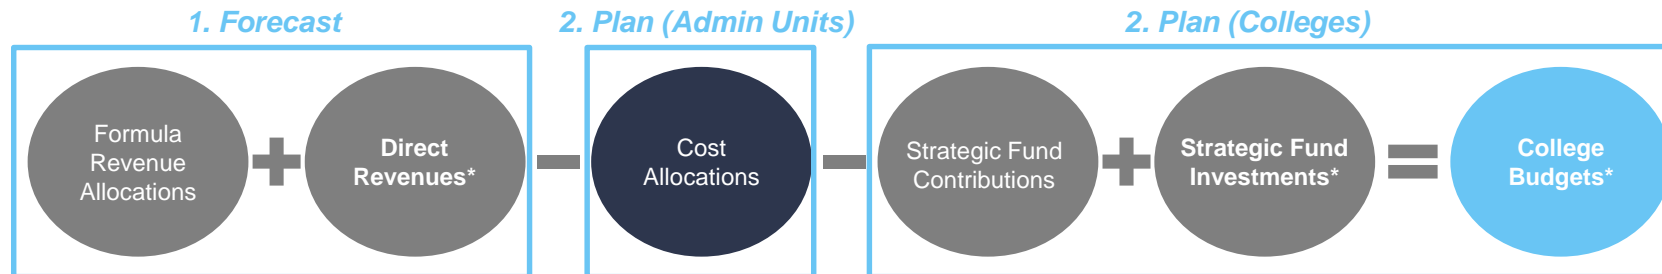 1. Forecast
2. Plan (Admin Units)
2. Plan (Colleges)
Formula
Revenue
Allocations
Direct
Revenues*
Cost
Allocations
Strategic Fund
Contributions
Strategic Fund
Investments*
College
Budgets*